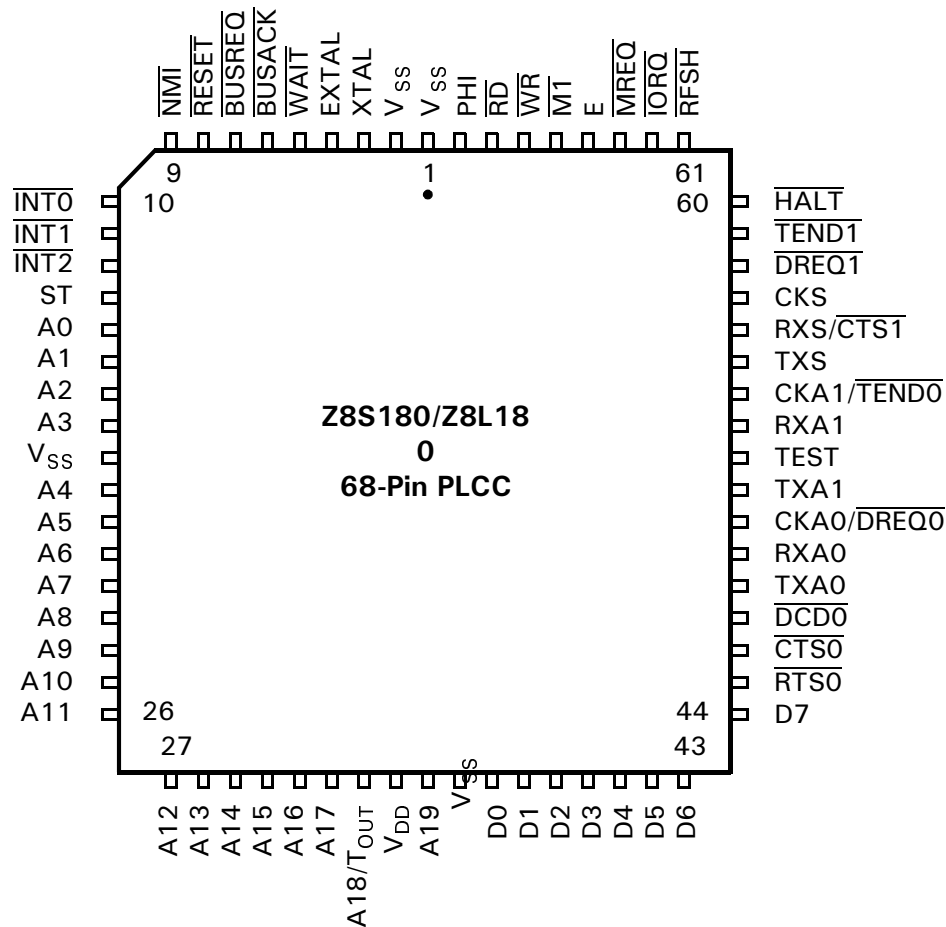 NMI
RESET
BUSREQ
BUSACK
WAIT
EXTAL
XTAL
VSS
VSS
PHI
RD
WR
M1
E
MREQ
IORQ
RFSH
9
1
61
10
60
INT0
INT1
INT2
ST
A0
A1
A2
A3
VSS
A4
A5
A6
A7
A8
A9
A10
A11
HALT
TEND1
DREQ1
CKS
RXS/CTS1
TXS
CKA1/TEND0
RXA1
TEST
TXA1
CKA0/DREQ0
RXA0
TXA0
DCD0
CTS0
RTS0
D7
Z8S180/Z8L18
0
68-Pin PLCC
26
44
27
43
A12
A13
A14
A15
A16
A17
A18/TOUT
VDD
A19
VSS
D0
D1
D2
D3
D4
D5
D6